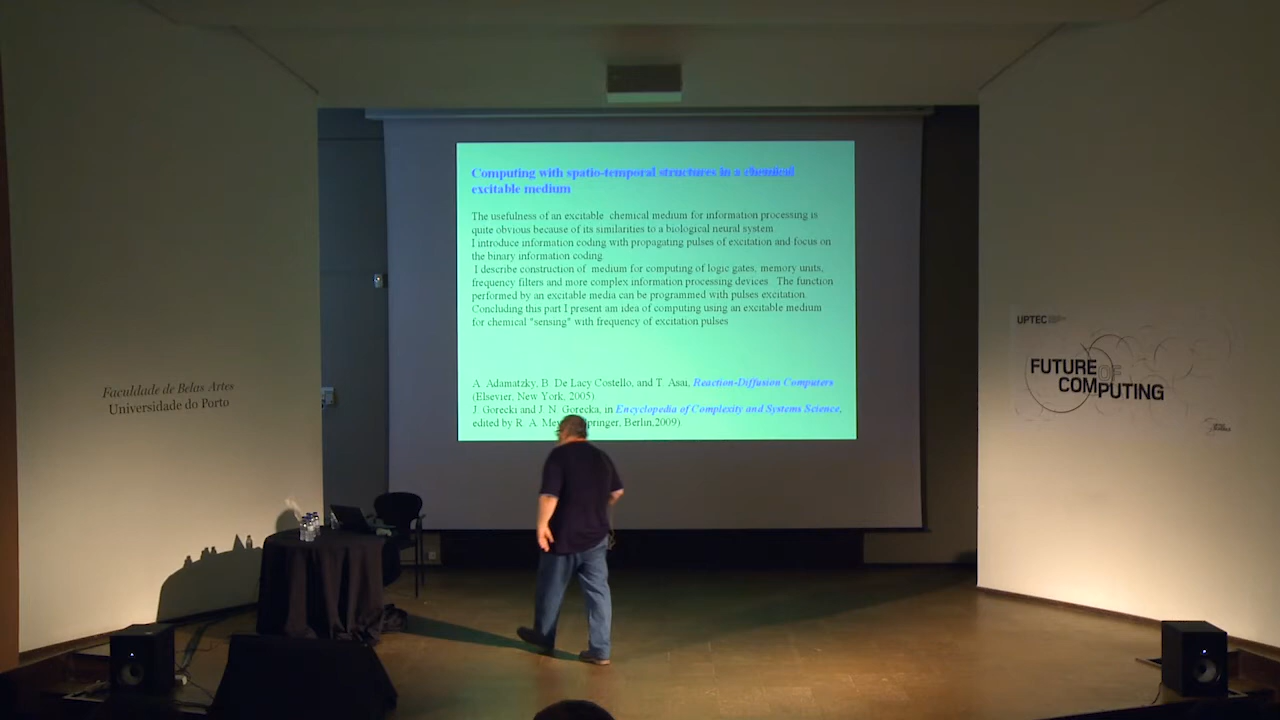 Computing with spatio-temporal structures in a chemical
excitable medium
The usefulness of an excitable chemical medium for information processing is
quite obvious because of its similarities to a biological neural system
I introduce information coding with propagating pulses of excitation and focus on
the binary information coding
I describe construction of medium for computing of logic gates, memory units,
frequency filters and more complex information processing devices The function
performed by an excitable media can be programmed with pulses excitation
Concluding this part I present am idea of computing using an excitable medium
for chemical "sensing" with frequency of excitation pulses
A. Adamatzky, B. De Lacy Costello, and T. Asai, Reaction-Diffusion Computers
(Elsevier, New York, 2005)
J. Gorecki and J. N. Gorecka, in Encyclopedia of Complexity and Systems Science,
edited by R. A. Springer, Berlin,2009)
Faculdade de Belas Artes
Universidade do Porto
UPTEC
FUTURE OF
COMPUTING